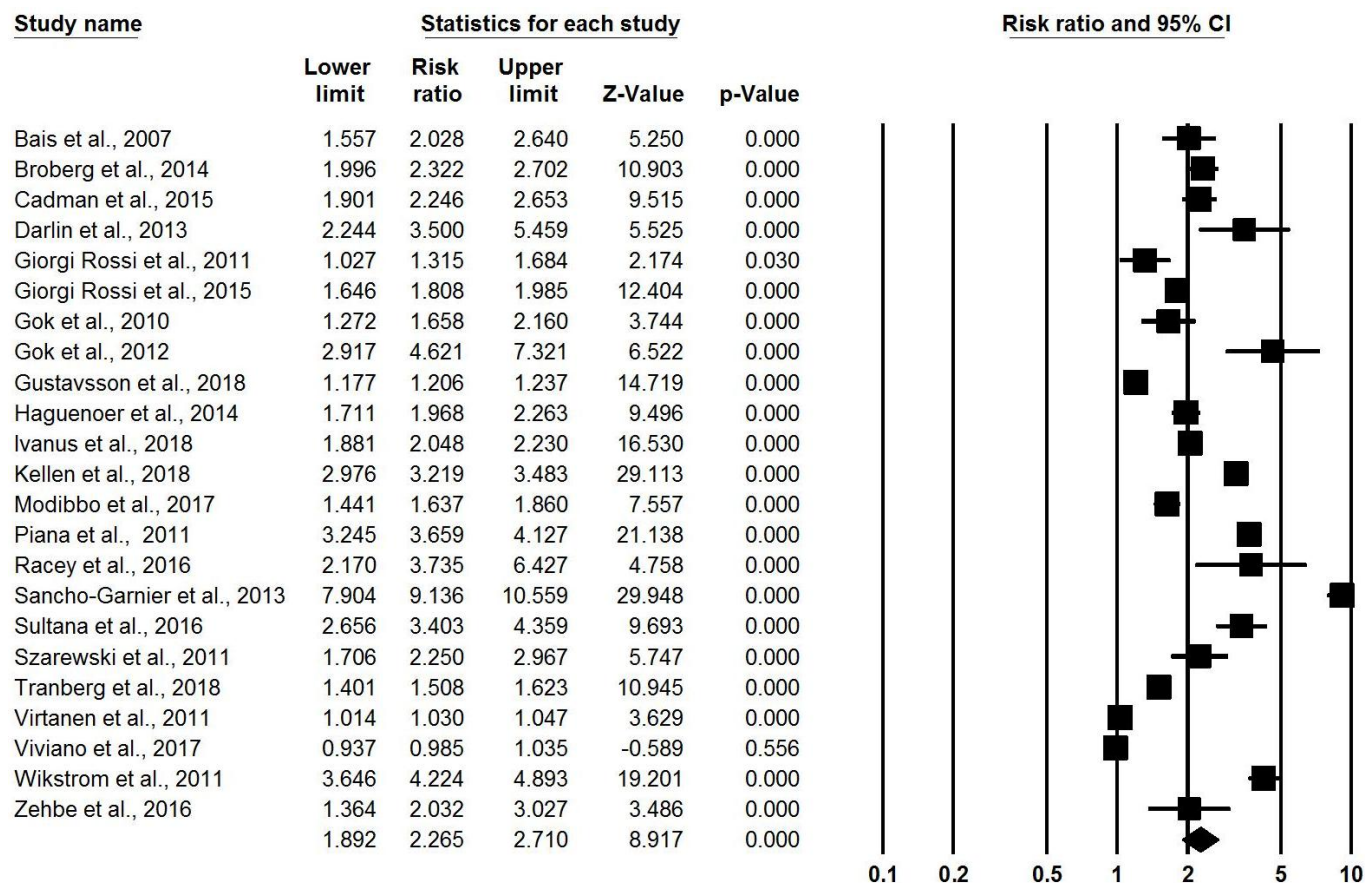 Study name Statistics for each study Risk ratio and 95% CI
Lower Risk Upper
limit ratio limit Z-Value p-Value
Bais et al., 2007 1.557 2.028 2.640 5.250 0.000
Broberg et al., 2014 1.996 2.322 2.702 10.903 0.000
Cadman et al., 2015 1.901 2.246 2.653 9.515 0.000
Darlin et al., 2013 2.244 3.500 5.459 5.525 0.000
Giorgi Rossi et al., 2011 1.027 1.315 1.684 2.174 0.030
Giorgi Rossi et al., 2015 1.646 1.808 1.985 12.404 0.000
Gok et al., 2010 1.272 1.658 2.160 3.744 0.000
Gok et al., 2012 2.917 4.621 7.321 6.522 0.000
Gustavsson et al., 2018 1.177 1.206 1.237 14.719 0.000
Haguenoer et al., 2014 1.711 1.968 2.263 9.496 0.000
Ivanus et al., 2018 1.881 2.048 2.230 16.530 0.000
Kellen et al., 2018 2.976 3.219 3.483 29.113 0.000
Modibbo et al., 2017 1.441 1.637 1.860 7.557 0.000
Piana et al., 2011 3.245 3.659 4.127 21.138 0.000
Racey et al., 2016 2.170 3.735 6.427 4.758 0.000
Sancho-Garnier et al., 2013 7.904 9.136 10.559 29.948 0.000
Sultana et al., 2016 2.656 3.403 4.359 9.693 0.000
Szarewski et al., 2011 1.706 2.250 2.967 5.747 0.000
Tranberg et al., 2018 1.401 1.508 1.623 10.945 0.000
Virtanen et al., 2011 1.014 1.030 1.047 3.629 0.000
Viviano et al., 2017 0.937 0.985 1.035 -0.589 0.556
Wikstrom et al., 2011 3.646 4.224 4.893 19.201 0.000
Zehbe et al., 2016 1.364 2.032 3.027 3.486 0.000
1.892 2.265 2.710 8.917 0.000
0.1 0.2 0.5 1 2 5 10